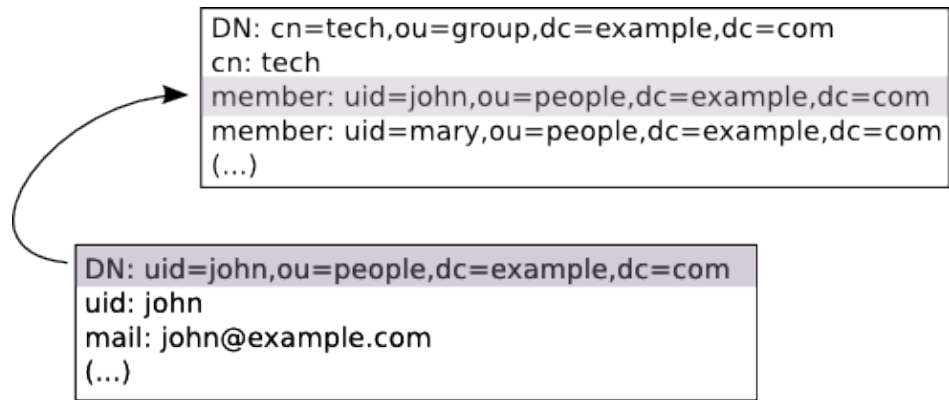 DN: cn=tech,ou=group,dc=example,dc=com
cn: tech
member: uid=john,ou=people,dc=example,dc=com
member: uid=mary,ou=people,dc=example,dc=com
(...)
DN: uid=john,ou=people,dc=example,dc=com
uid: john
mail: john@example.com
(...)